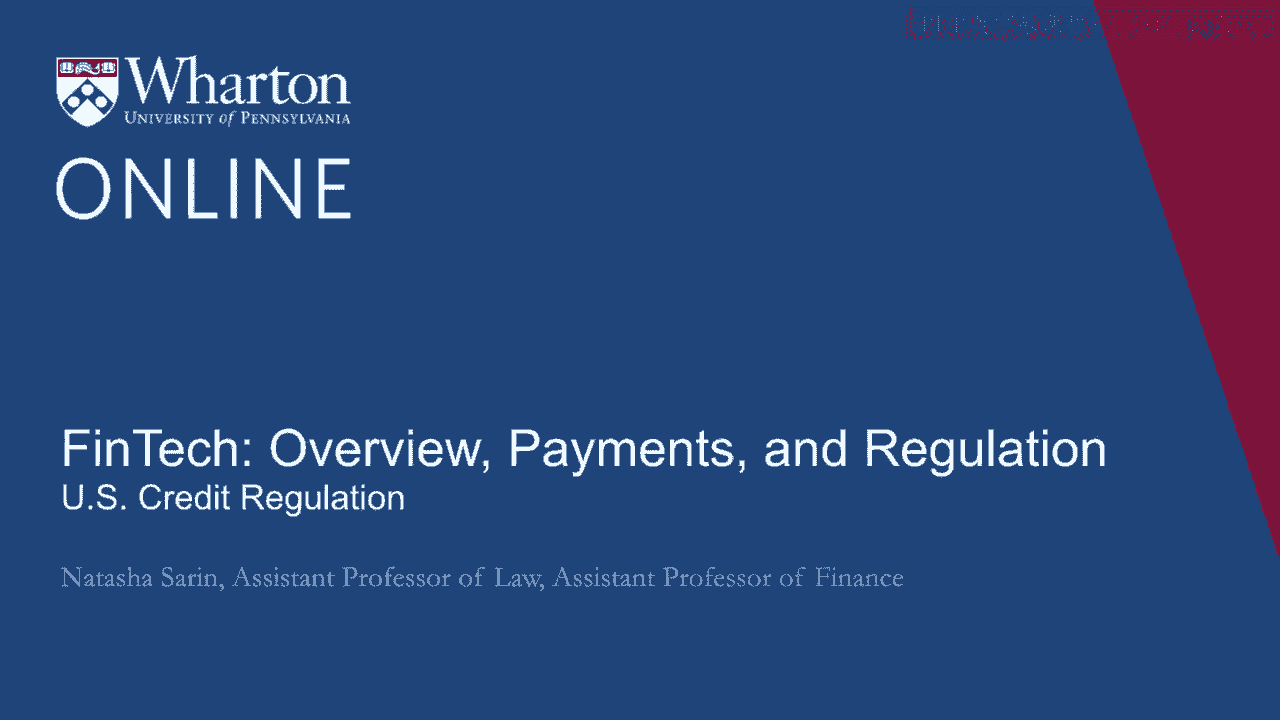 Wharton
UNIVERSITY of PENNSYLVANIA
ONLINE
FinTech: Overview, Payments, and Regulation
U.S. Credit Regulation
Natasha Sarin, Assistant Professor of Law, Assistant Professor of Finance